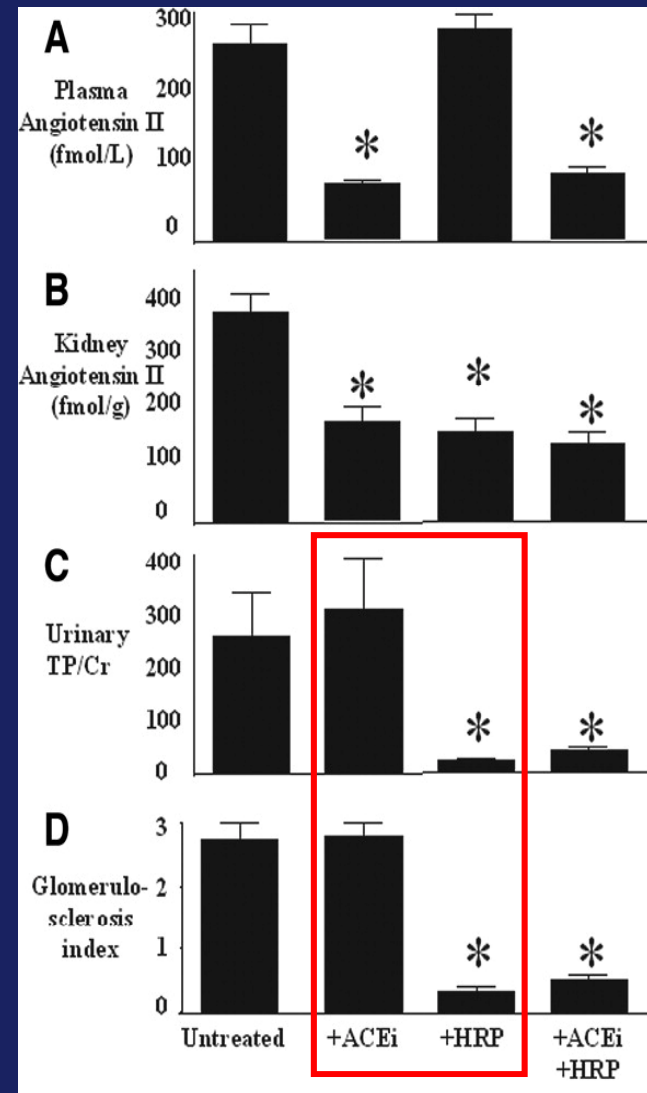 A
Plasma
Angiotensin II
(fmol/L)
300
200
100
0
*
*
B
Kidney
Angiotensin II
(fmol/g)
400
300
200
100
0
*
*
*
C
Urinary
TP/Cr
400
300
200
100
0
*
*
D
Glomerulo-
sclerosis
index
3
2
1
0
*
*
Untreated
+ACEi
+HRP
+ACEi
+HRP